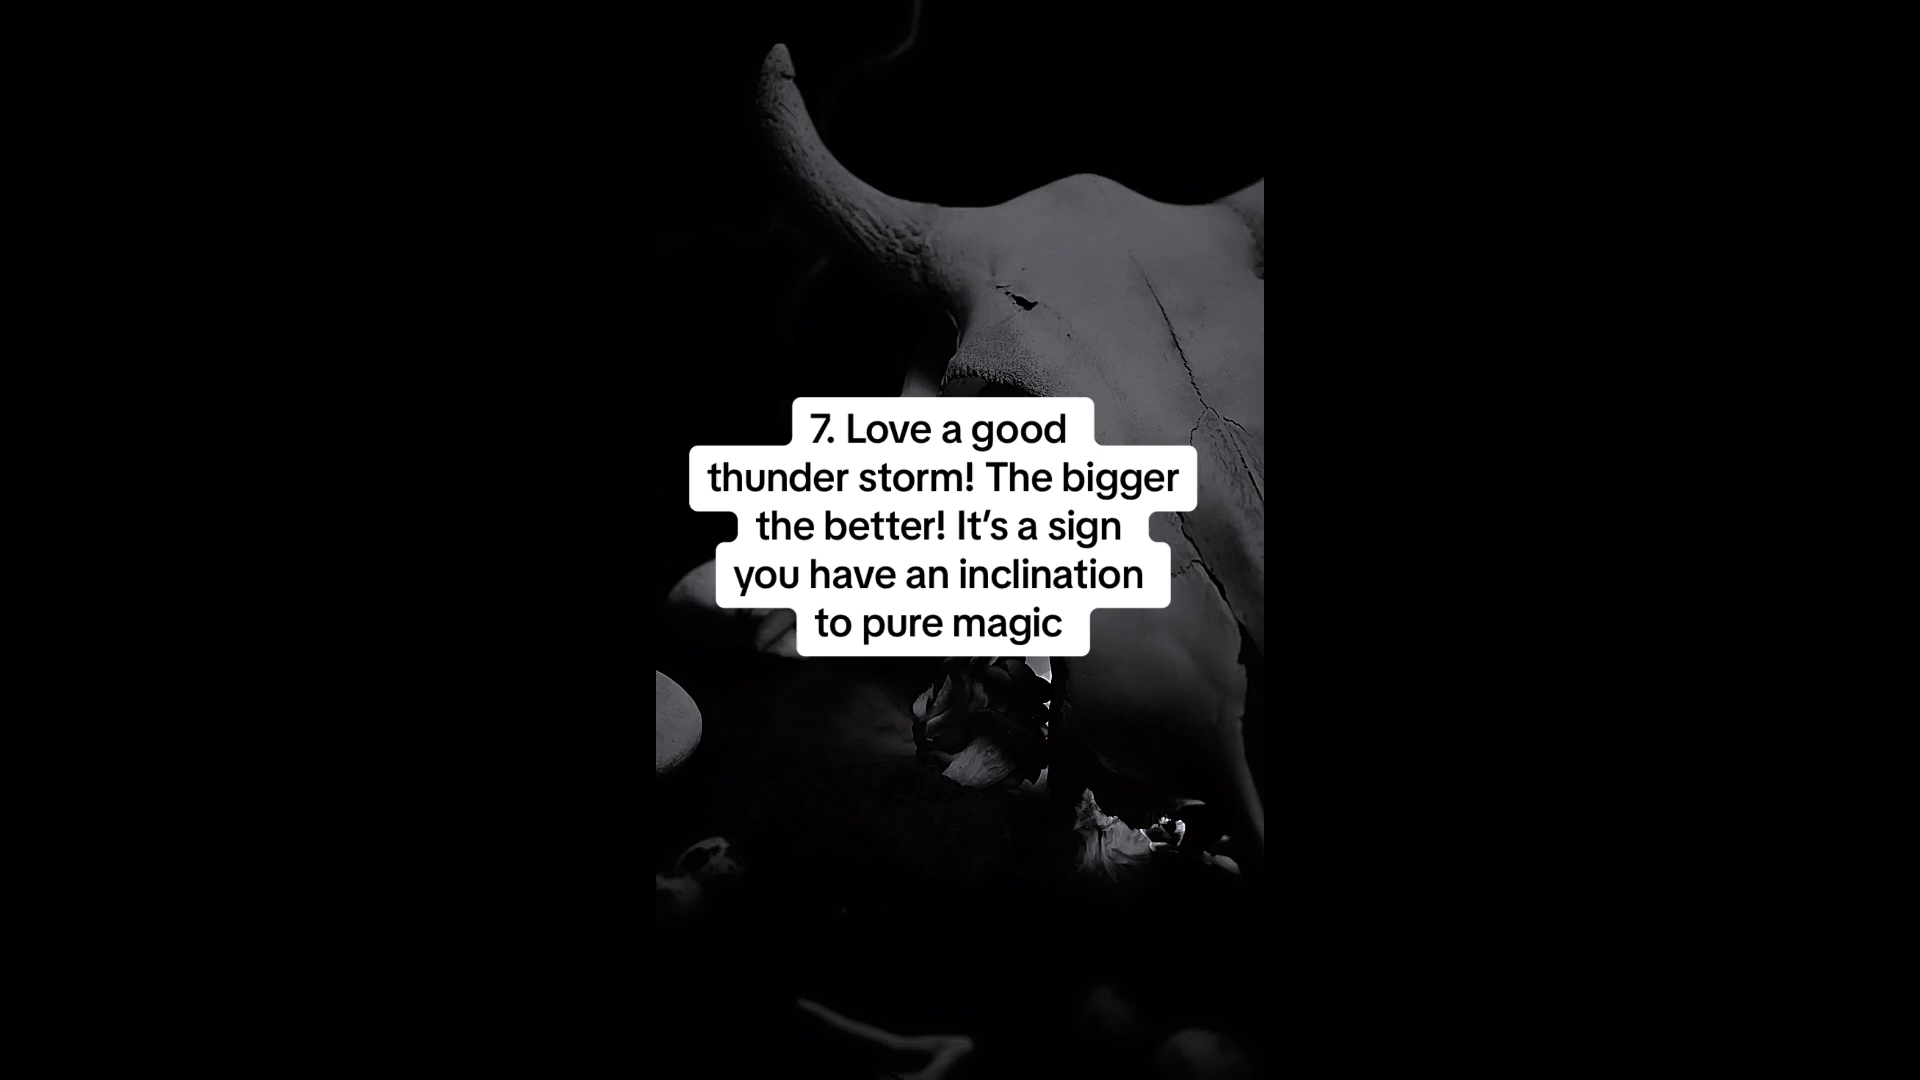 7. Love a good
thunder storm! The bigger
the better! It’s a sign
you have an inclination
to pure magic